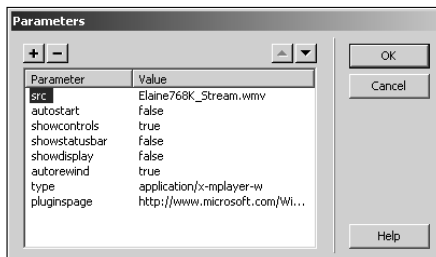 Parameters
+ −
OK
Cancel
Parameter Value
src Elaine768K_Stream.wmv
autostart false
showcontrols true
showstatusbar false
showdisplay false
autorewind true
type application/x-mplayer-w
pluginspage http://www.microsoft.com/Wi...
Help